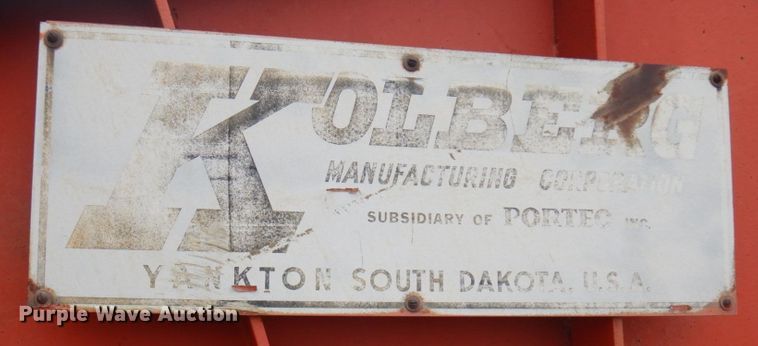 KOLBERG
MANUFACTURING CORPORATION
SUBSIDIARY OF PORTEC INC.
YANKTON SOUTH DAKOTA, U.S.A.
Purple Wave Auction